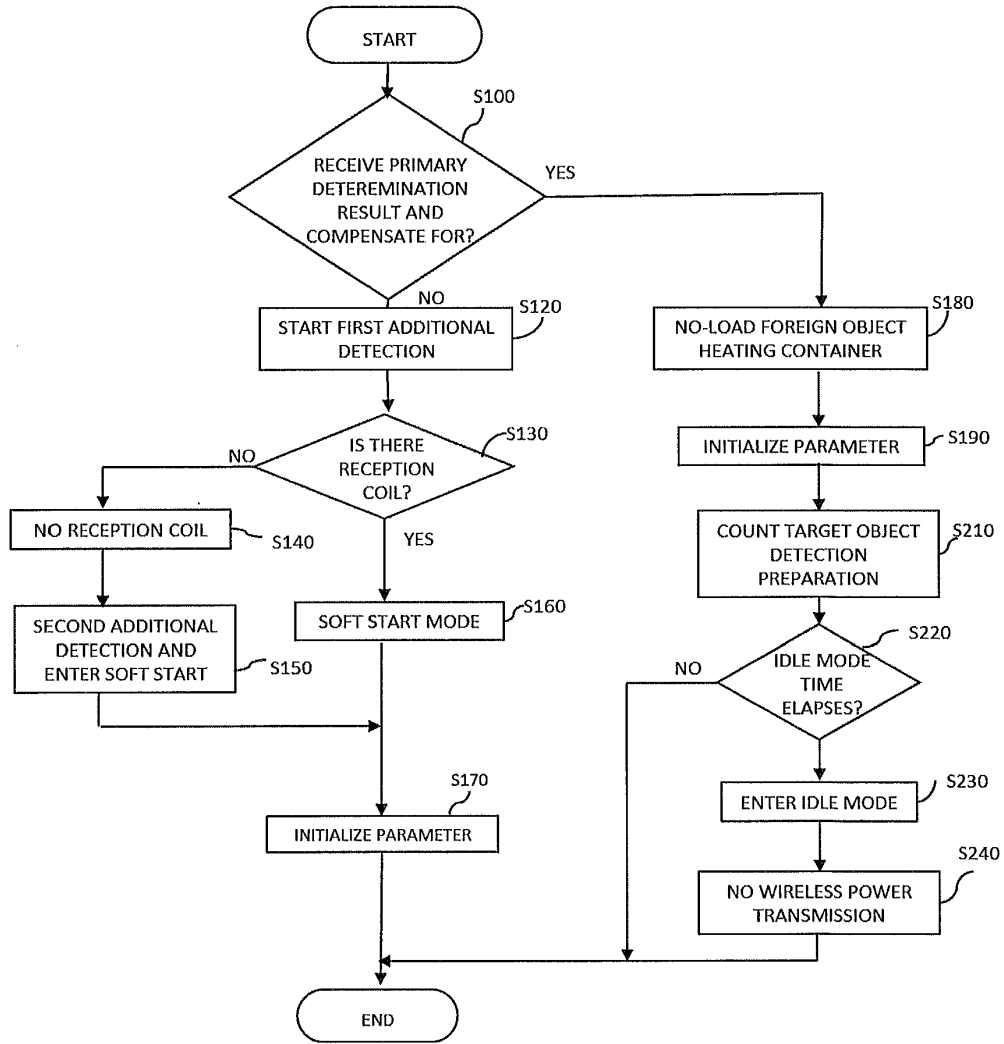 START
S100
RECEIVE PRIMARY
DETEREMINATION
RESULT AND
COMPENSATE FOR?
YES
NO
S120
START FIRST ADDITIONAL
DETECTION
S180
NO-LOAD FOREIGN OBJECT
HEATING CONTAINER
S130
IS THERE
RECEPTION
COIL?
NO
YES
S190
INITIALIZE PARAMETER
NO RECEPTION COIL
S140
S210
COUNT TARGET OBJECT
DETECTION
PREPARATION
S160
SOFT START MODE
SECOND ADDITIONAL
DETECTION AND
ENTER SOFT START
S150
S220
IDLE MODE
TIME
ELAPSES?
NO
S170
INITIALIZE PARAMETER
S230
ENTER IDLE MODE
S240
NO WIRELESS POWER
TRANSMISSION
END